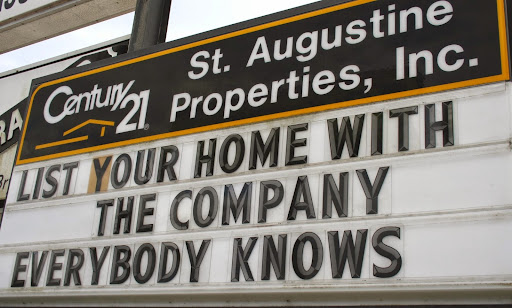 Century 21
St. Augustine
Properties, Inc.
LIST YOUR HOME WITH
THE COMPANY
EVERYBODY KNOWS